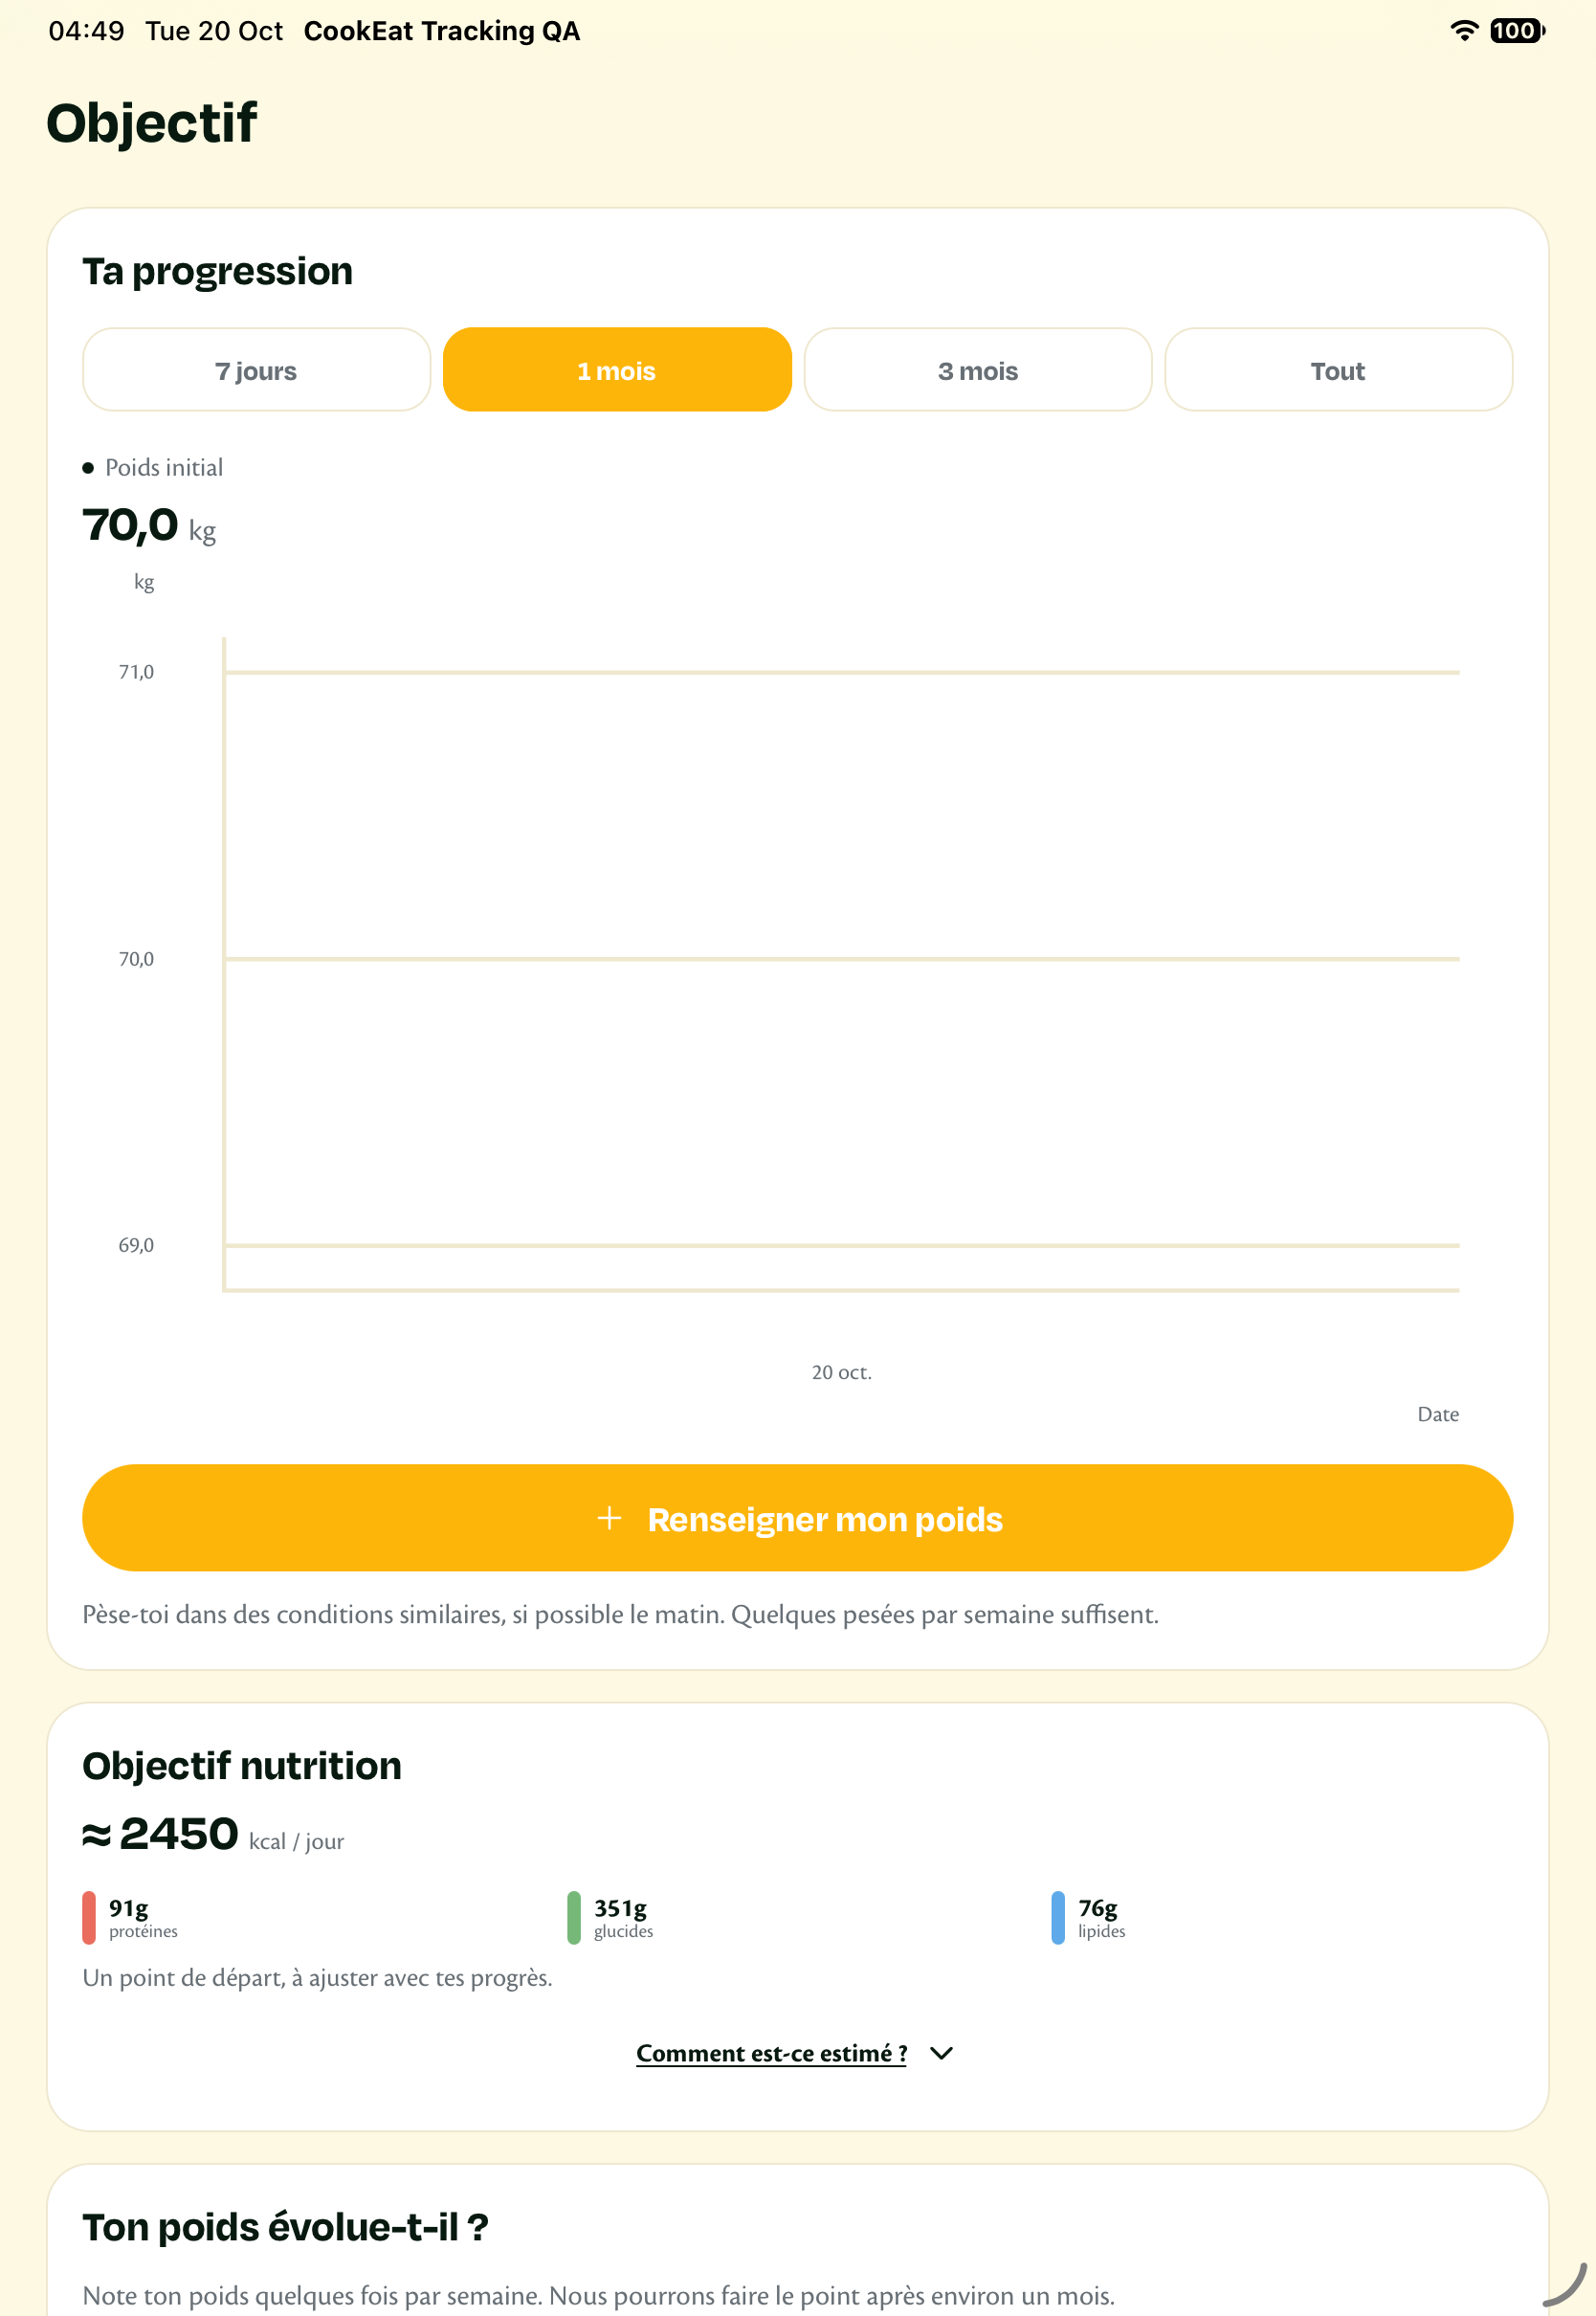 04:49 Tue 20 Oct CookEat Tracking QA 100
Objectif
Ta progression
7 jours 1 mois 3 mois Tout
Poids initial
70,0 kg
kg
71,0
70,0
69,0
20 oct.
Date
+ Renseigner mon poids
Pèse-toi dans des conditions similaires, si possible le matin. Quelques pesées par semaine suffisent.
Objectif nutrition
≈ 2450 kcal / jour
91g 351g 76g
protéines glucides lipides
Un point de départ, à ajuster avec tes progrès.
Comment est-ce estimé ?
Ton poids évolue-t-il ?
Note ton poids quelques fois par semaine. Nous pourrons faire le point après environ un mois.